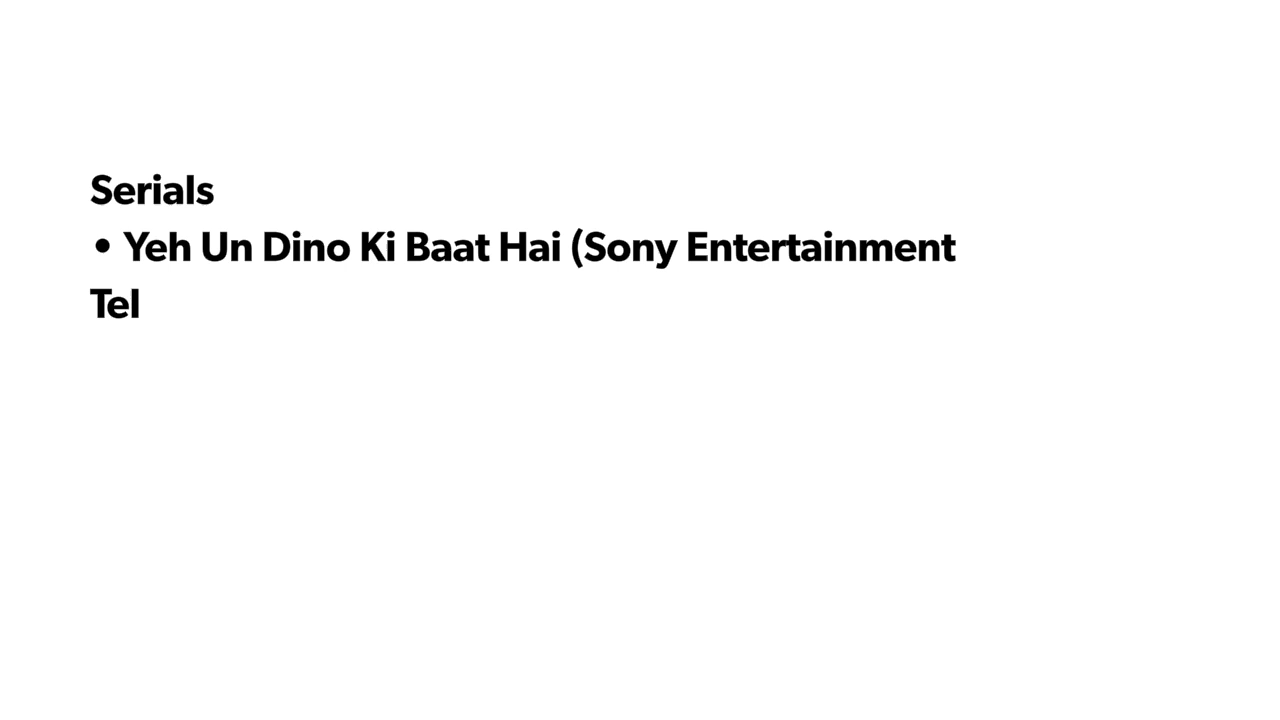 Serials
• Yeh Un Dino Ki Baat Hai (Sony Entertainment
Tel